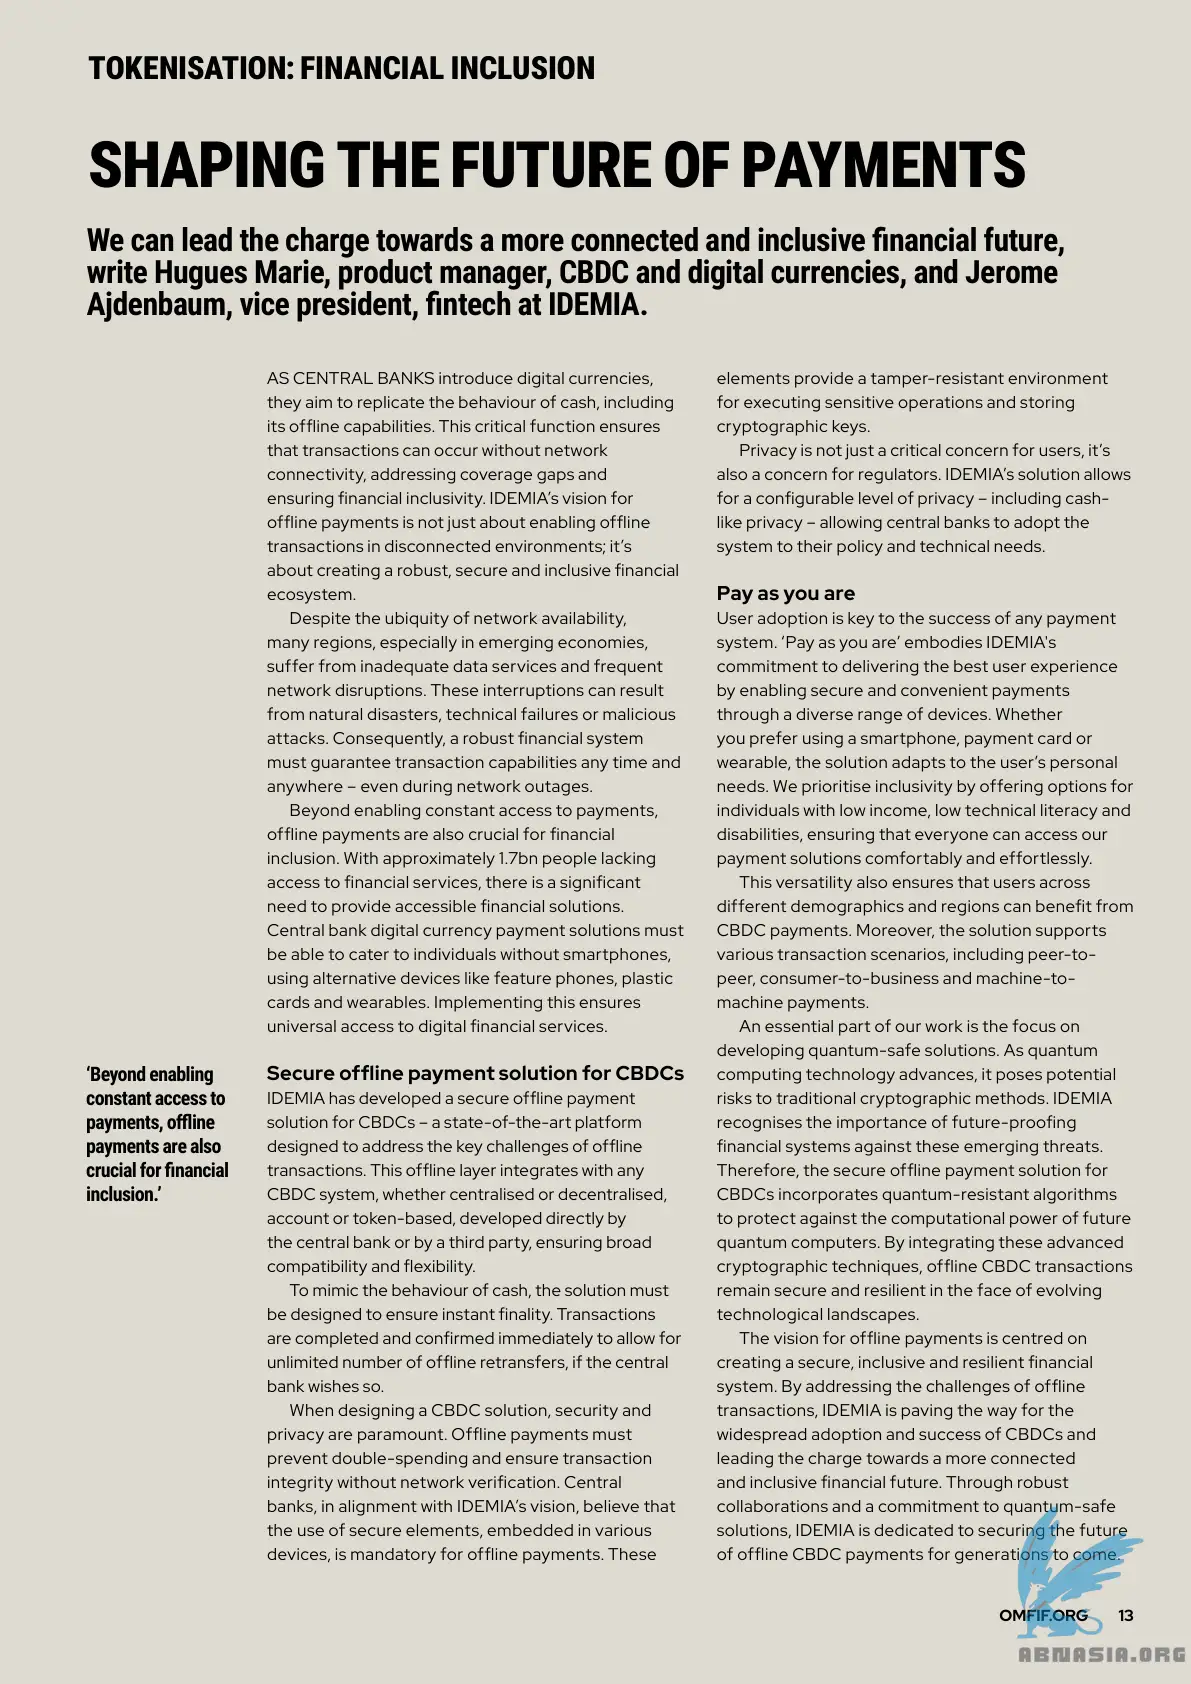 TOKENISATION: FINANCIAL INCLUSION
SHAPING THE FUTURE OF PAYMENTS
We can lead the charge towards a more connected and inclusive financial future,
write Hugues Marie, product manager, CBDC and digital currencies, and Jerome
Ajdenbaum, vice president, fintech at IDEMIA.
AS CENTRAL BANKS introduce digital currencies,
they aim to replicate the behaviour of cash, including
its offline capabilities. This critical function ensures
that transactions can occur without network
connectivity, addressing coverage gaps and
ensuring financial inclusivity. IDEMIA’s vision for
offline payments is not just about enabling offline
transactions in disconnected environments; it’s
about creating a robust, secure and inclusive financial
ecosystem.
Despite the ubiquity of network availability,
many regions, especially in emerging economies,
suffer from inadequate data services and frequent
network disruptions. These interruptions can result
from natural disasters, technical failures or malicious
attacks. Consequently, a robust financial system
must guarantee transaction capabilities any time and
anywhere – even during network outages.
Beyond enabling constant access to payments,
offline payments are also crucial for financial
inclusion. With approximately 1.7bn people lacking
access to financial services, there is a significant
need to provide accessible financial solutions.
Central bank digital currency payment solutions must
be able to cater to individuals without smartphones,
using alternative devices like feature phones, plastic
cards and wearables. Implementing this ensures
universal access to digital financial services.
‘Beyond enabling
constant access to
payments, offline
payments are also
crucial for financial
inclusion.’
Secure offline payment solution for CBDCs
IDEMIA has developed a secure offline payment
solution for CBDCs – a state-of-the-art platform
designed to address the key challenges of offline
transactions. This offline layer integrates with any
CBDC system, whether centralised or decentralised,
account or token-based, developed directly by
the central bank or by a third party, ensuring broad
compatibility and flexibility.
To mimic the behaviour of cash, the solution must
be designed to ensure instant finality. Transactions
are completed and confirmed immediately to allow for
unlimited number of offline retransfers, if the central
bank wishes so.
When designing a CBDC solution, security and
privacy are paramount. Offline payments must
prevent double-spending and ensure transaction
integrity without network verification. Central
banks, in alignment with IDEMIA’s vision, believe that
the use of secure elements, embedded in various
devices, is mandatory for offline payments. These
elements provide a tamper-resistant environment
for executing sensitive operations and storing
cryptographic keys.
Privacy is not just a critical concern for users, it’s
also a concern for regulators. IDEMIA’s solution allows
for a configurable level of privacy – including cash-
like privacy – allowing central banks to adopt the
system to their policy and technical needs.
Pay as you are
User adoption is key to the success of any payment
system. ‘Pay as you are’ embodies IDEMIA's
commitment to delivering the best user experience
by enabling secure and convenient payments
through a diverse range of devices. Whether
you prefer using a smartphone, payment card or
wearable, the solution adapts to the user’s personal
needs. We prioritise inclusivity by offering options for
individuals with low income, low technical literacy and
disabilities, ensuring that everyone can access our
payment solutions comfortably and effortlessly.
This versatility also ensures that users across
different demographics and regions can benefit from
CBDC payments. Moreover, the solution supports
various transaction scenarios, including peer-to-
peer, consumer-to-business and machine-to-
machine payments.
An essential part of our work is the focus on
developing quantum-safe solutions. As quantum
computing technology advances, it poses potential
risks to traditional cryptographic methods. IDEMIA
recognises the importance of future-proofing
financial systems against these emerging threats.
Therefore, the secure offline payment solution for
CBDCs incorporates quantum-resistant algorithms
to protect against the computational power of future
quantum computers. By integrating these advanced
cryptographic techniques, offline CBDC transactions
remain secure and resilient in the face of evolving
technological landscapes.
The vision for offline payments is centred on
creating a secure, inclusive and resilient financial
system. By addressing the challenges of offline
transactions, IDEMIA is paving the way for the
widespread adoption and success of CBDCs and
leading the charge towards a more connected
and inclusive financial future. Through robust
collaborations and a commitment to quantum-safe
solutions, IDEMIA is dedicated to securing the future
of offline CBDC payments for generations to come.
OMFIF.ORG 13
ABNASIA.ORG